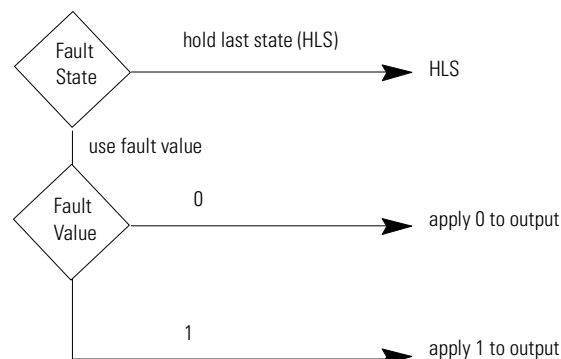 hold last state (HLS)
Fault
State
HLS
use fault value
0
Fault
Value
apply 0 to output
1
apply 1 to output